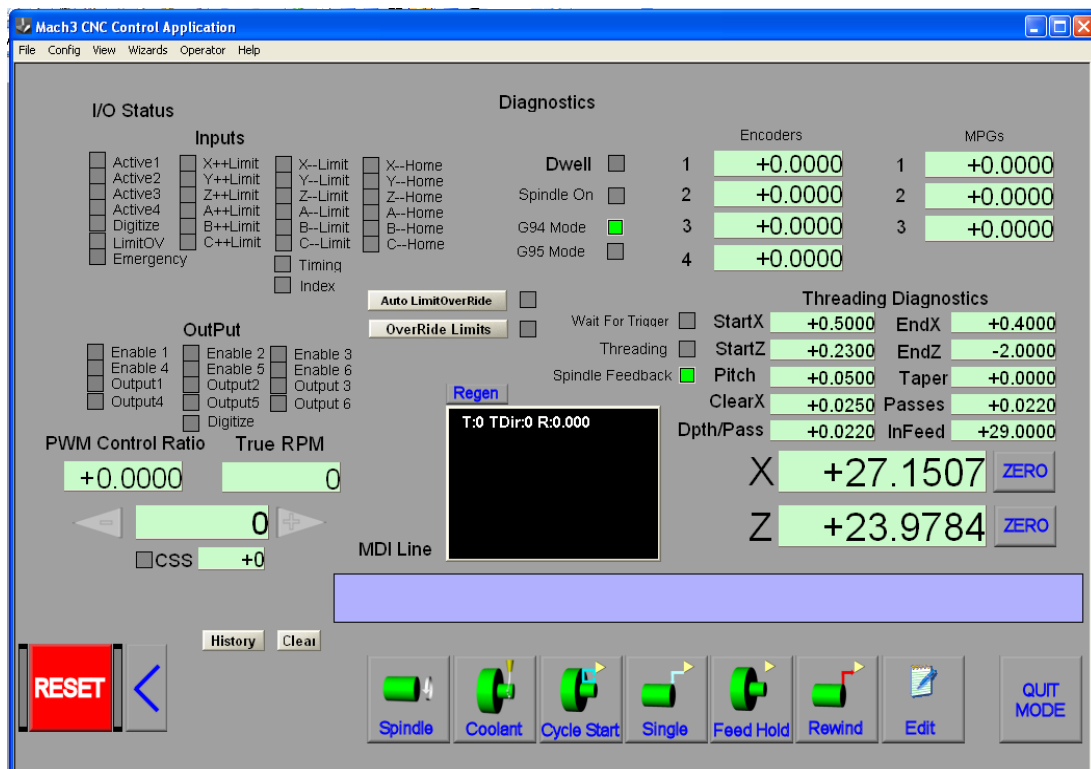 Mach3 CNC Control Application
File Config View Wizards Operator Help
I/O Status
Diagnostics
Inputs
Active1 X++Limit X--Limit X--Home
Active2 Y++Limit Y--Limit Y--Home
Active3 Z++Limit Z--Limit Z--Home
Active4 A++Limit A--Limit A--Home
Digitize B++Limit B--Limit B--Home
LimitOV C++Limit C--Limit C--Home
Emergency Timing
Index
Dwell
Spindle On
G94 Mode
G95 Mode
Encoders
1 +0.0000
2 +0.0000
3 +0.0000
4 +0.0000
MPGs
1 +0.0000
2 +0.0000
3 +0.0000
Auto LimitOverRide
OverRide Limits
OutPut
Enable 1 Enable 2 Enable 3
Enable 4 Enable 5 Enable 6
Output1 Output2 Output 3
Output4 Output5 Output 6
Digitize
Wait For Trigger
Threading
Spindle Feedback
Threading Diagnostics
StartX +0.5000 EndX +0.4000
StartZ +0.2300 EndZ -2.0000
Pitch +0.0500 Taper +0.0000
ClearX +0.0250 Passes +0.0220
Dpth/Pass +0.0220 InFeed +29.0000
Regen
T:0 TDir:0 R:0.000
PWM Control Ratio True RPM
+0.0000 0
- 0 +
CSS +0
X +27.1507 ZERO
Z +23.9784 ZERO
MDI Line
History Clear
RESET
Spindle Coolant Cycle Start Single Feed Hold Rewind Edit
QUIT
MODE